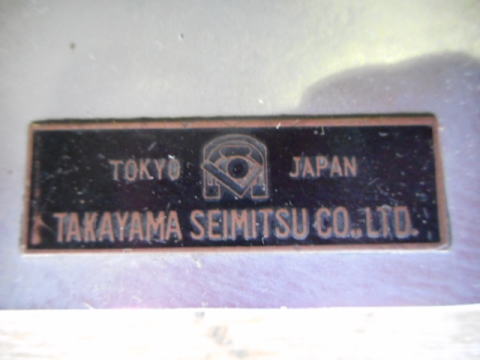 TOKYO JAPAN
TAKAYAMA SEIMITSU CO., LTD.